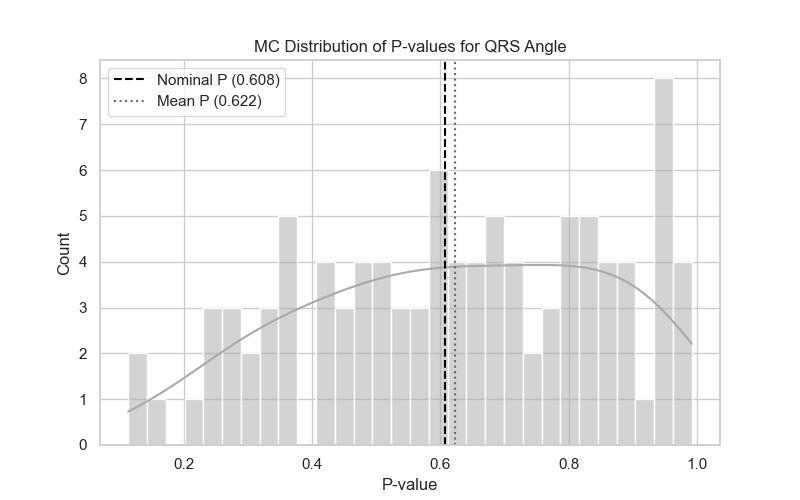 MC Distribution of P-values for QRS Angle
Nominal P (0.608)
Mean P (0.622)
Count
8
7
6
5
4
3
2
1
0
0.2 0.4 0.6 0.8 1.0
P-value